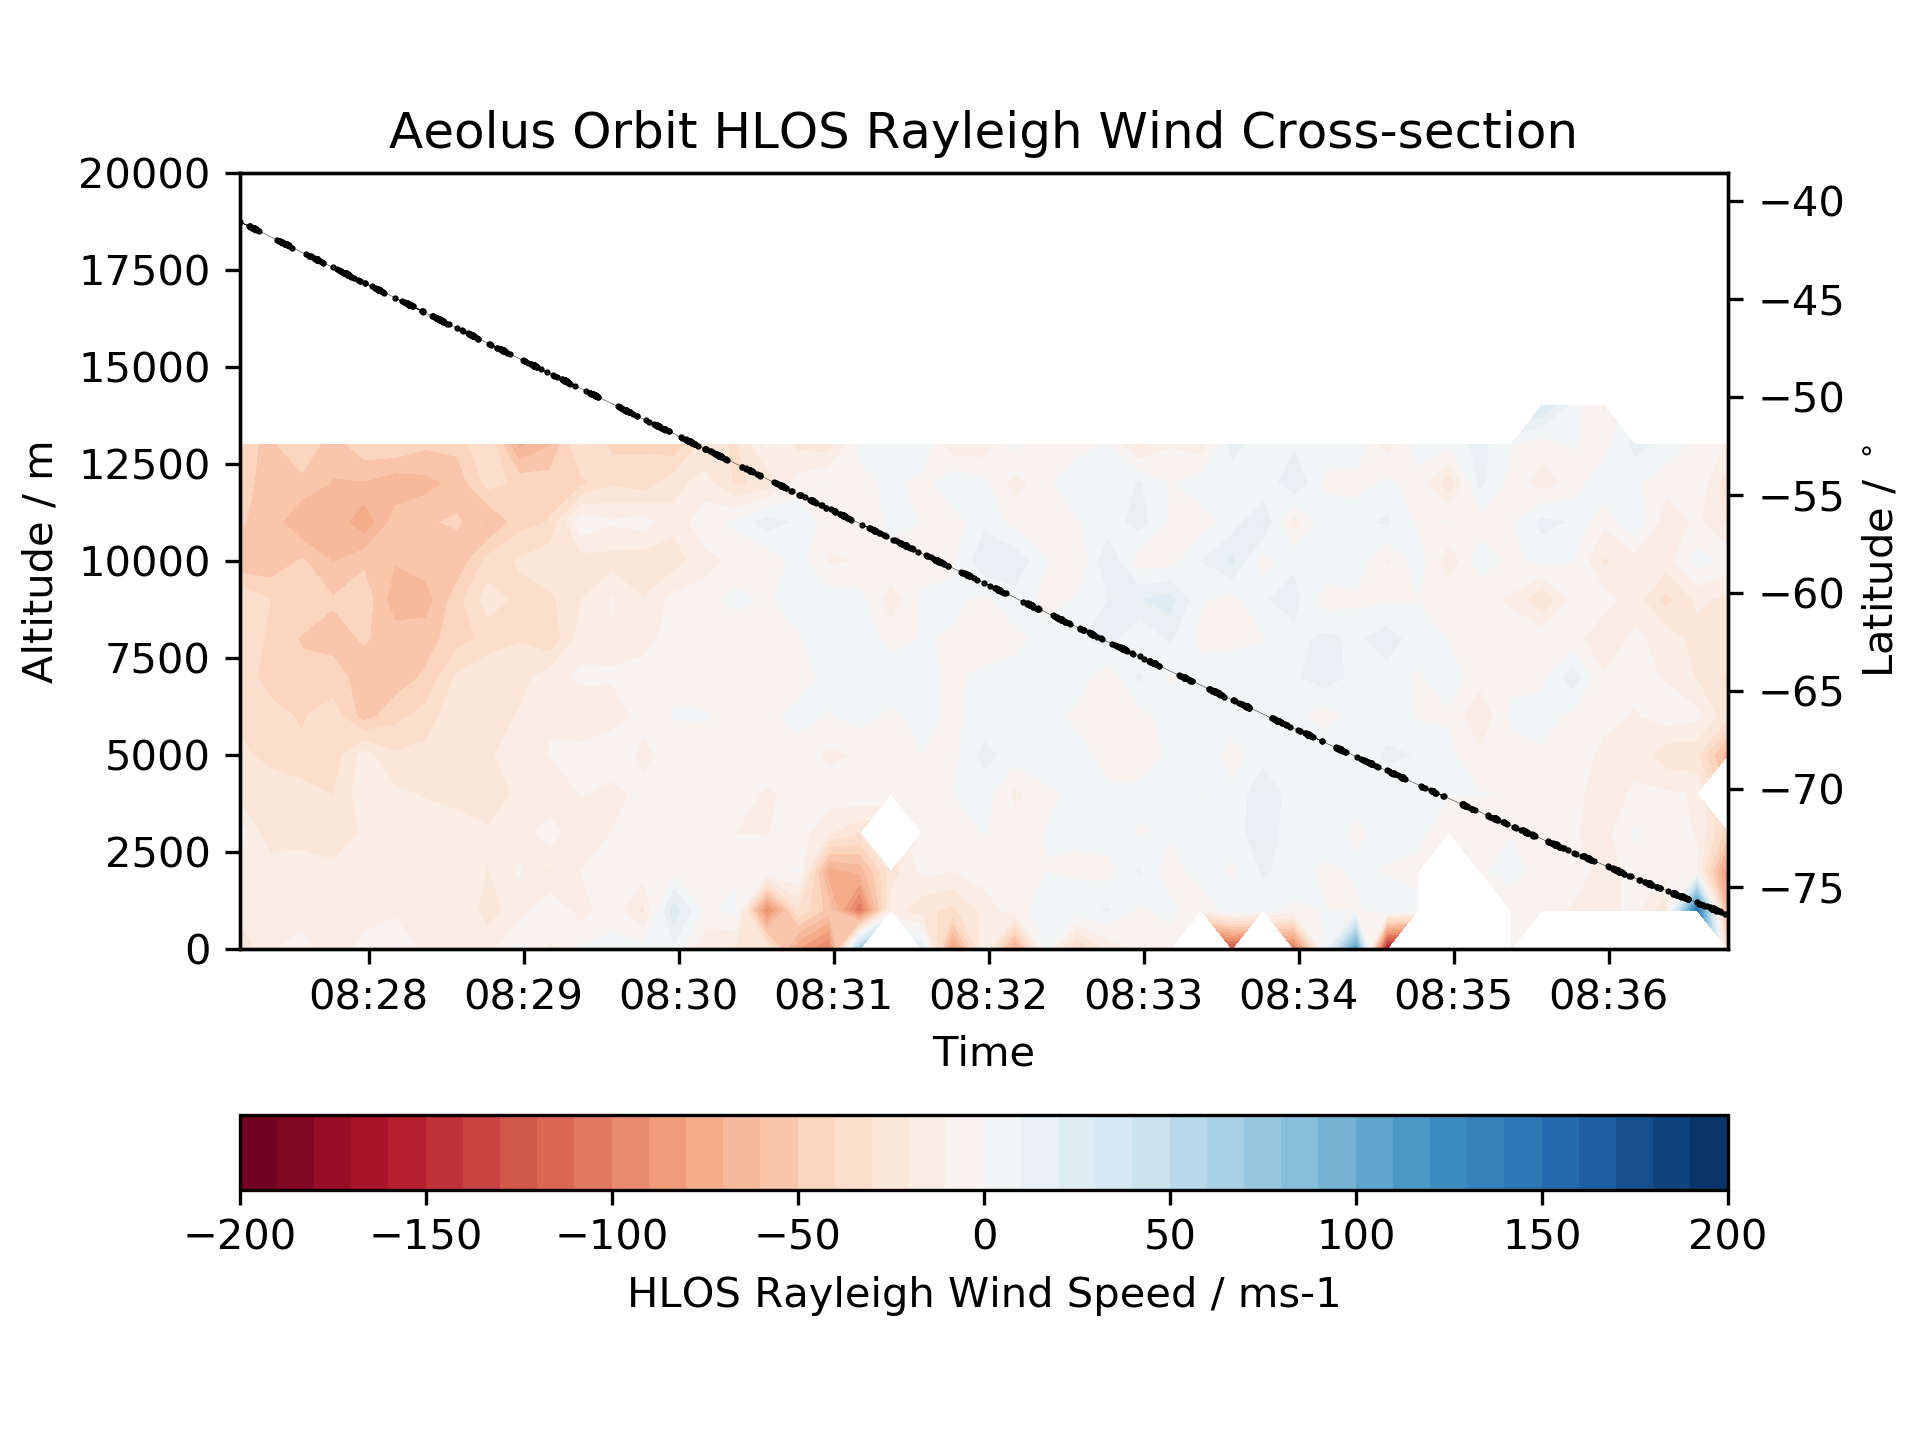 Aeolus Orbit HLOS Rayleigh Wind Cross-section
20000
17500
15000
12500
10000
7500
5000
2500
0
Altitude / m
−40
−45
−50
−55
−60
−65
−70
−75
Latitude / °
08:28 08:29 08:30 08:31 08:32 08:33 08:34 08:35 08:36
Time
−200 −150 −100 −50 0 50 100 150 200
HLOS Rayleigh Wind Speed / ms-1